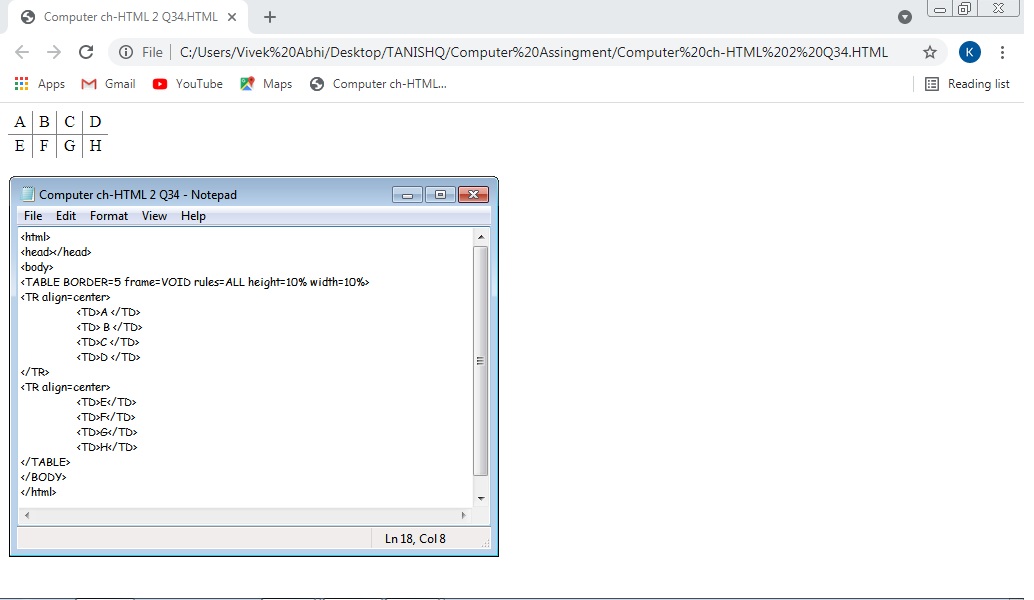 Computer ch-HTML 2 Q34.HTML
File | C:/Users/Vivek%20Abhi/Desktop/TANISHQ/Computer%20Assingment/Computer%20ch-HTML%202%20Q34.HTML
K
Apps Gmail YouTube Maps Computer ch-HTML... Reading list
A B C D
E F G H
Computer ch-HTML 2 Q34 - Notepad
File Edit Format View Help
<html>
<head></head>
<body>
<TABLE BORDER=5 frame=VOID rules=ALL height=10% width=10%>
<TR align=center>
<TD>A </TD>
<TD> B </TD>
<TD>C </TD>
<TD>D </TD>
</TR>
<TR align=center>
<TD>E</TD>
<TD>F</TD>
<TD>G</TD>
<TD>H</TD>
</TABLE>
</BODY>
</html>
Ln 18, Col 8